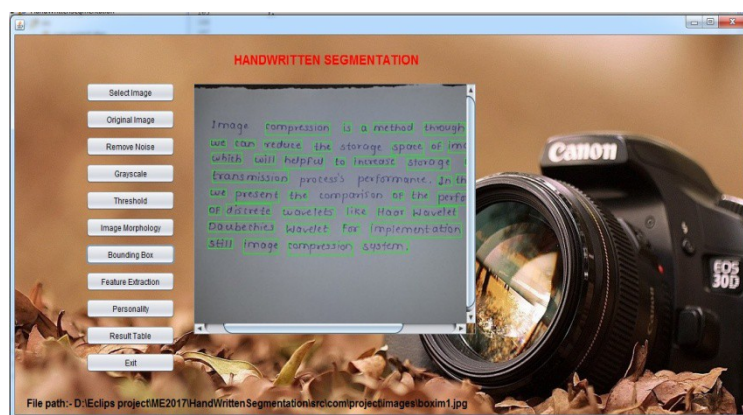 HANDWRITTEN SEGMENTATION
Select Image
Original Image
Remove Noise
Grayscale
Threshold
Image Morphology
Bounding Box
Feature Extraction
Personality
Result Table
Exit
Image compression is a method through
we can reduce the storage space of ima
which will helpful to increase storage
transmission process's performance. In th
we present the comparison of the perfo
of discrete wavelets like Haar Wavelet
Daubechies Wavelet for implementation
still image compression system.
Canon
EOS
30D
File path:- D:\Eclips project\ME2017\HandWrittenSegmentation\src\com\project\images\boxim1.jpg